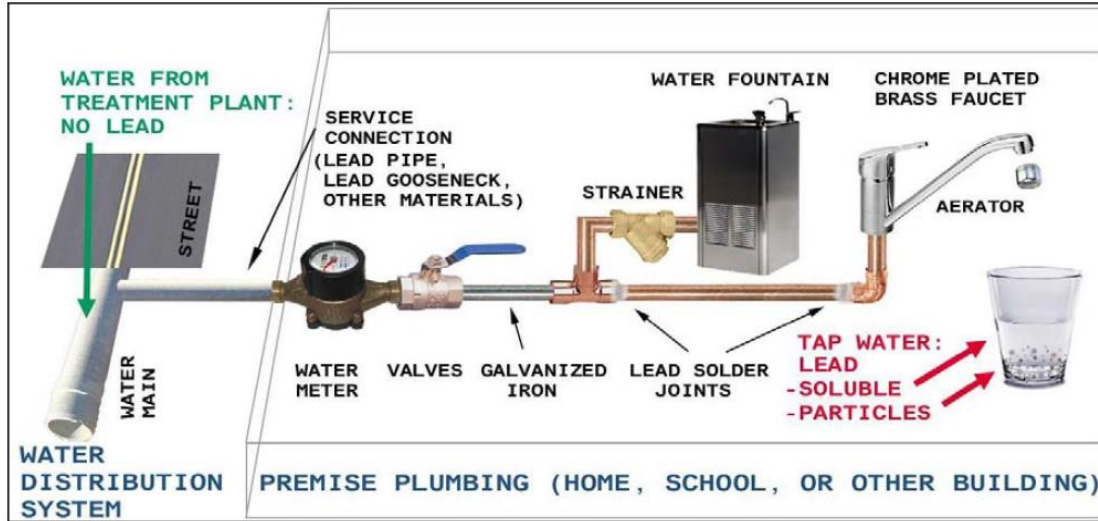 WATER FROM
TREATMENT PLANT:
NO LEAD
STREET
WATER
MAIN
SERVICE
CONNECTION
(LEAD PIPE,
LEAD GOOSENECK,
OTHER MATERIALS)
WATER FOUNTAIN
CHROME PLATED
BRASS FAUCET
STRAINER
AERATOR
WATER
METER
VALVES
GALVANIZED
IRON
LEAD SOLDER
JOINTS
TAP WATER:
LEAD
-SOLUBLE
-PARTICLES
WATER
DISTRIBUTION
SYSTEM
PREMISE PLUMBING (HOME, SCHOOL, OR OTHER BUILDING)